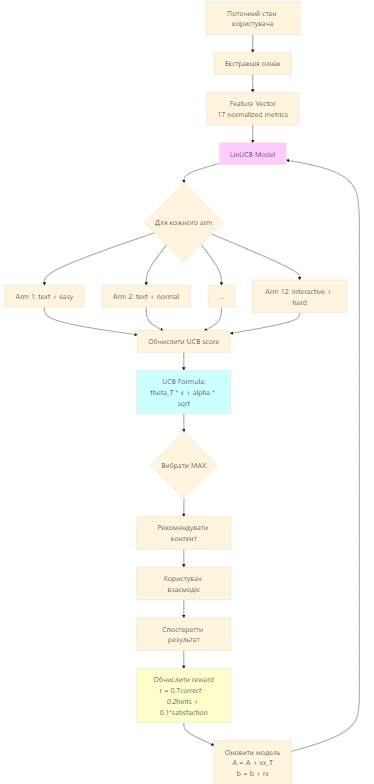 Поточний стан
користувача
Екстракція ознак
Feature Vector
17 normalized metrics
LinUCB Model
Для кожного arm
Arm 1: text + easy
Arm 2: text + normal
...
Arm 12: interactive +
hard
Обчислити UCB score
UCB Formula:
theta_T * x + alpha *
sqrt
Вибрати MAX
Рекомендувати
контент
Користувач
взаємодіє
Спостерегти
результат
Обчислити reward
r = 0.7correct -
0.2hints +
0.1*satisfaction
Оновити модель
A = A + xx_T
b = b + rx